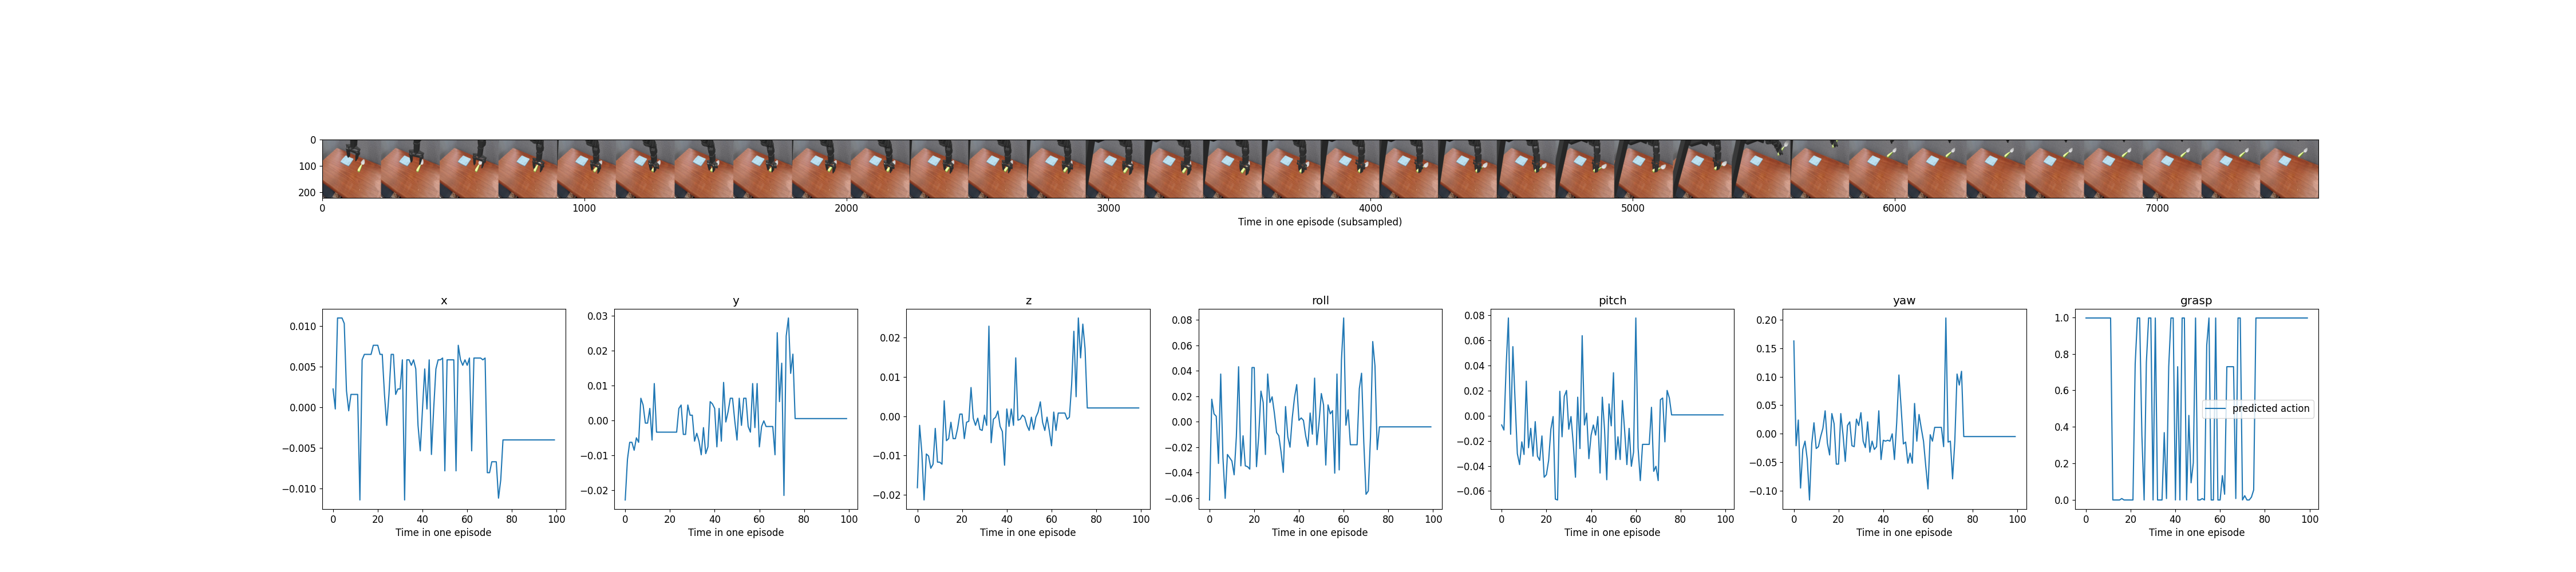 0
100
200
0 1000 2000 3000 4000 5000 6000 7000
Time in one episode (subsampled)
x
0.010
0.005
0.000
−0.005
−0.010
0 20 40 60 80 100
Time in one episode
y
0.03
0.02
0.01
0.00
−0.01
−0.02
0 20 40 60 80 100
Time in one episode
z
0.02
0.01
0.00
−0.01
−0.02
0 20 40 60 80 100
Time in one episode
roll
0.08
0.06
0.04
0.02
0.00
−0.02
−0.04
−0.06
0 20 40 60 80 100
Time in one episode
pitch
0.08
0.06
0.04
0.02
0.00
−0.02
−0.04
−0.06
0 20 40 60 80 100
Time in one episode
yaw
0.20
0.15
0.10
0.05
0.00
−0.05
−0.10
0 20 40 60 80 100
Time in one episode
grasp
1.0
0.8
0.6
0.4
0.2
0.0
predicted action
0 20 40 60 80 100
Time in one episode